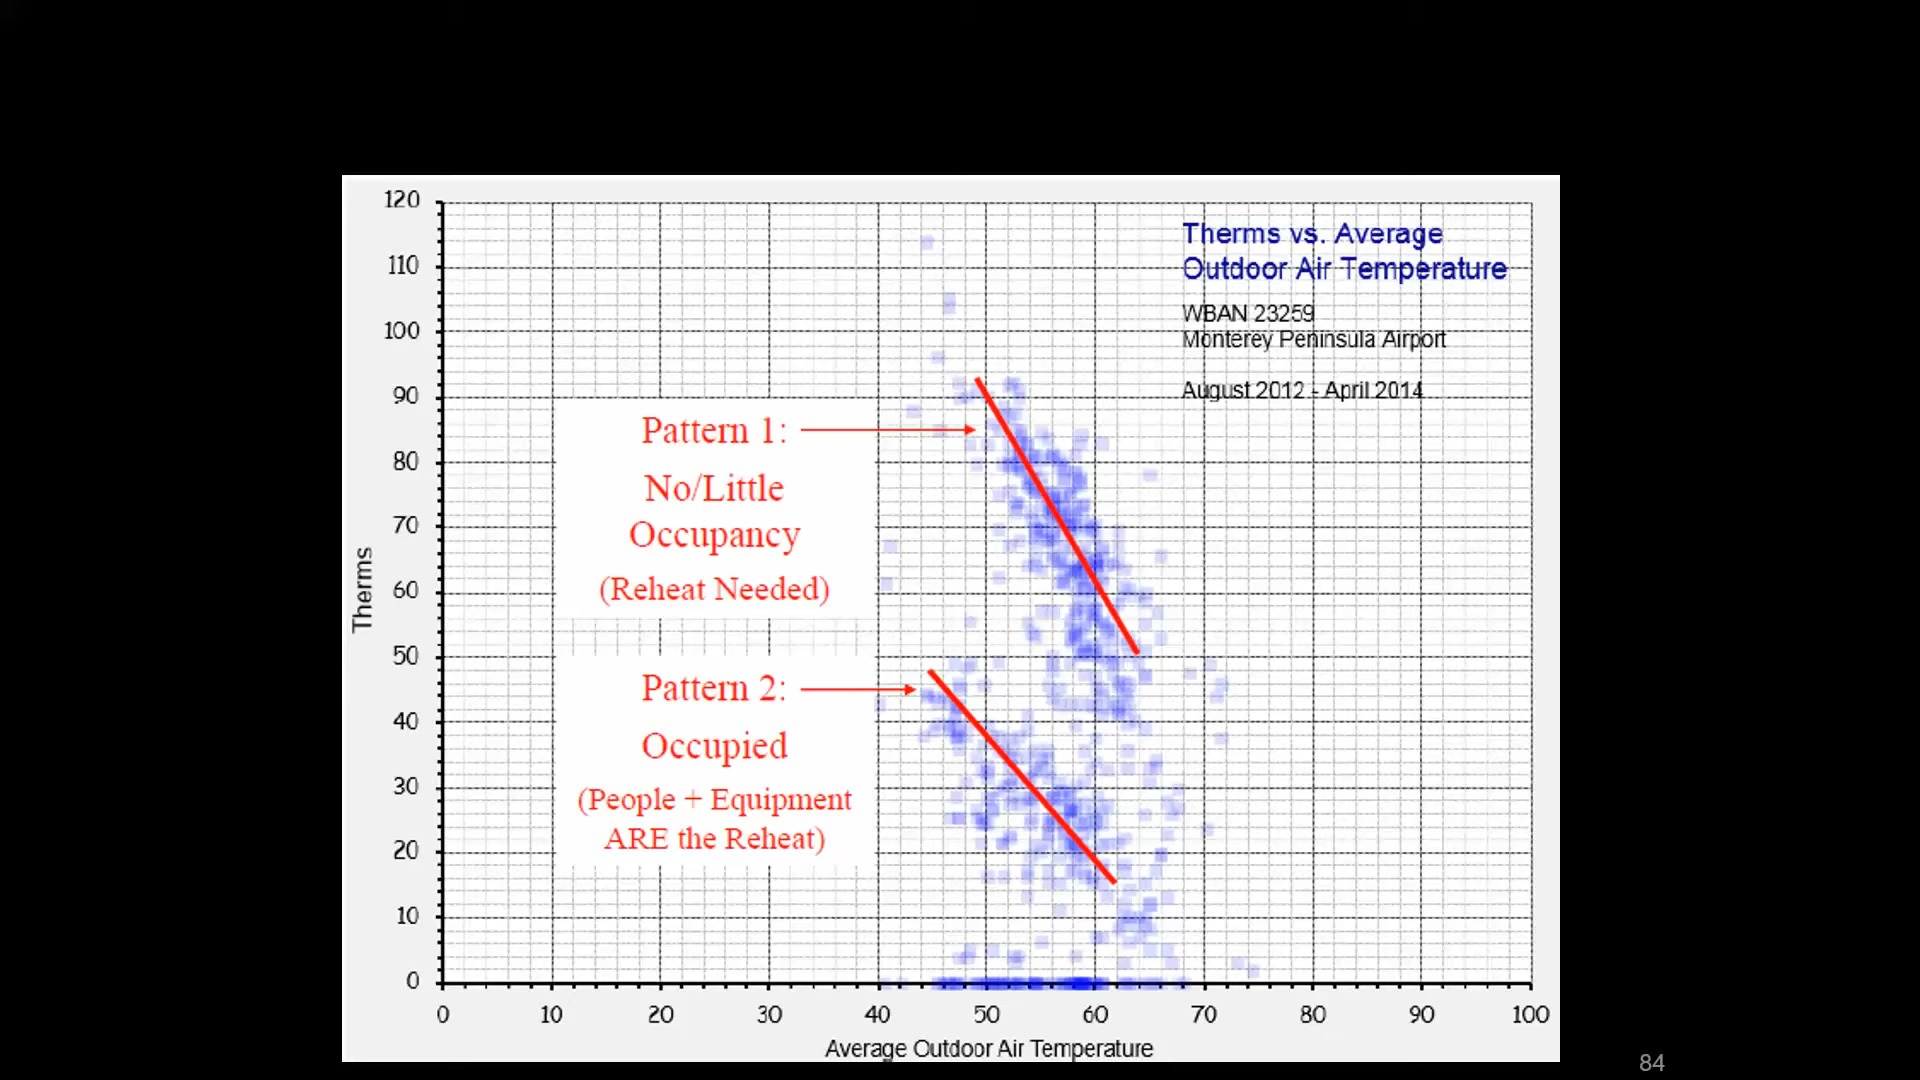 Therms vs. Average
Outdoor Air Temperature
WBAN 23259
Monterey Peninsula Airport
August 2012 - April 2014
120
110
100
90
80
70
60
50
40
30
20
10
0
Therms
Pattern 1:
No/Little
Occupancy
(Reheat Needed)
Pattern 2:
Occupied
(People + Equipment
ARE the Reheat)
0 10 20 30 40 50 60 70 80 90 100
Average Outdoor Air Temperature
84